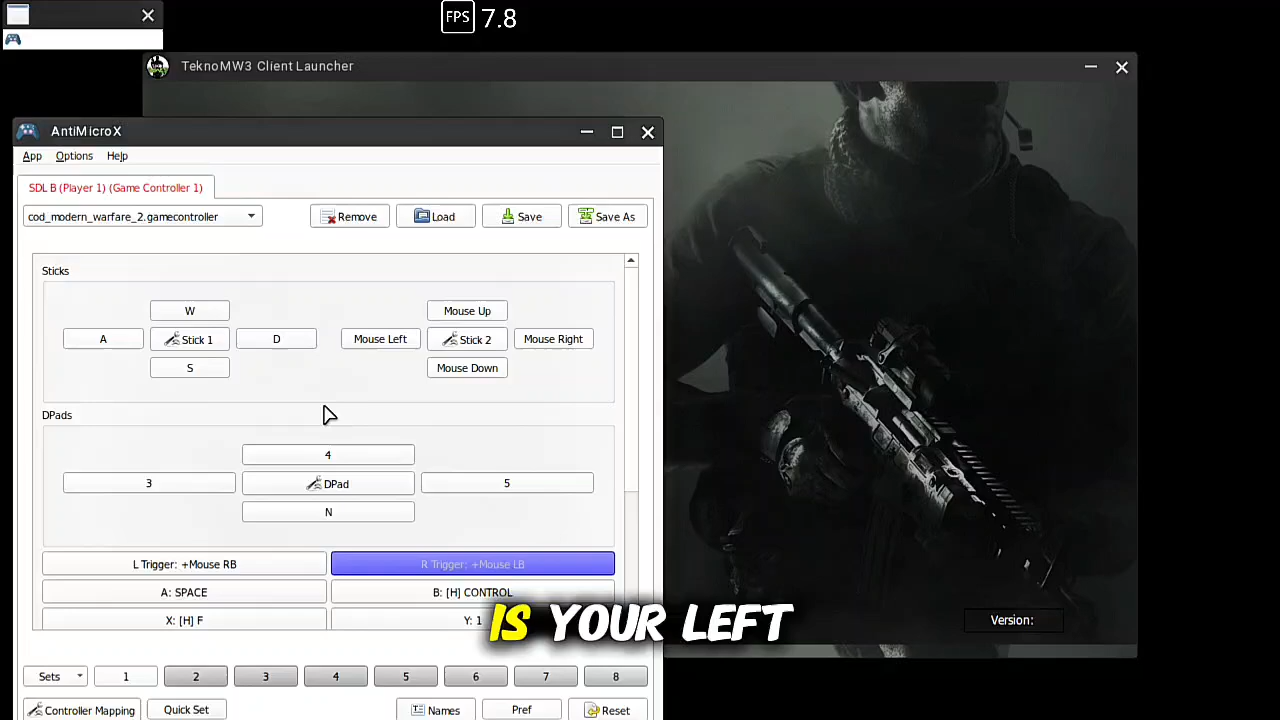 FPS 7.8
TeknoMW3 Client Launcher
AntiMicroX
App Options Help
SDL B (Player 1) (Game Controller 1)
cod_modern_warfare_2.gamecontroller Remove Load Save Save As
Sticks
W Mouse Up
A Stick 1 D Mouse Left Stick 2 Mouse Right
S Mouse Down
DPads
4
3 DPad 5
N
L Trigger: +Mouse RB R Trigger: +Mouse LB
A: SPACE B: [H] CONTROL
X: [H] F Y: 1
IS YOUR LEFT
Version:
Sets 1 2 3 4 5 6 7 8
Controller Mapping Quick Set Names Pref Reset